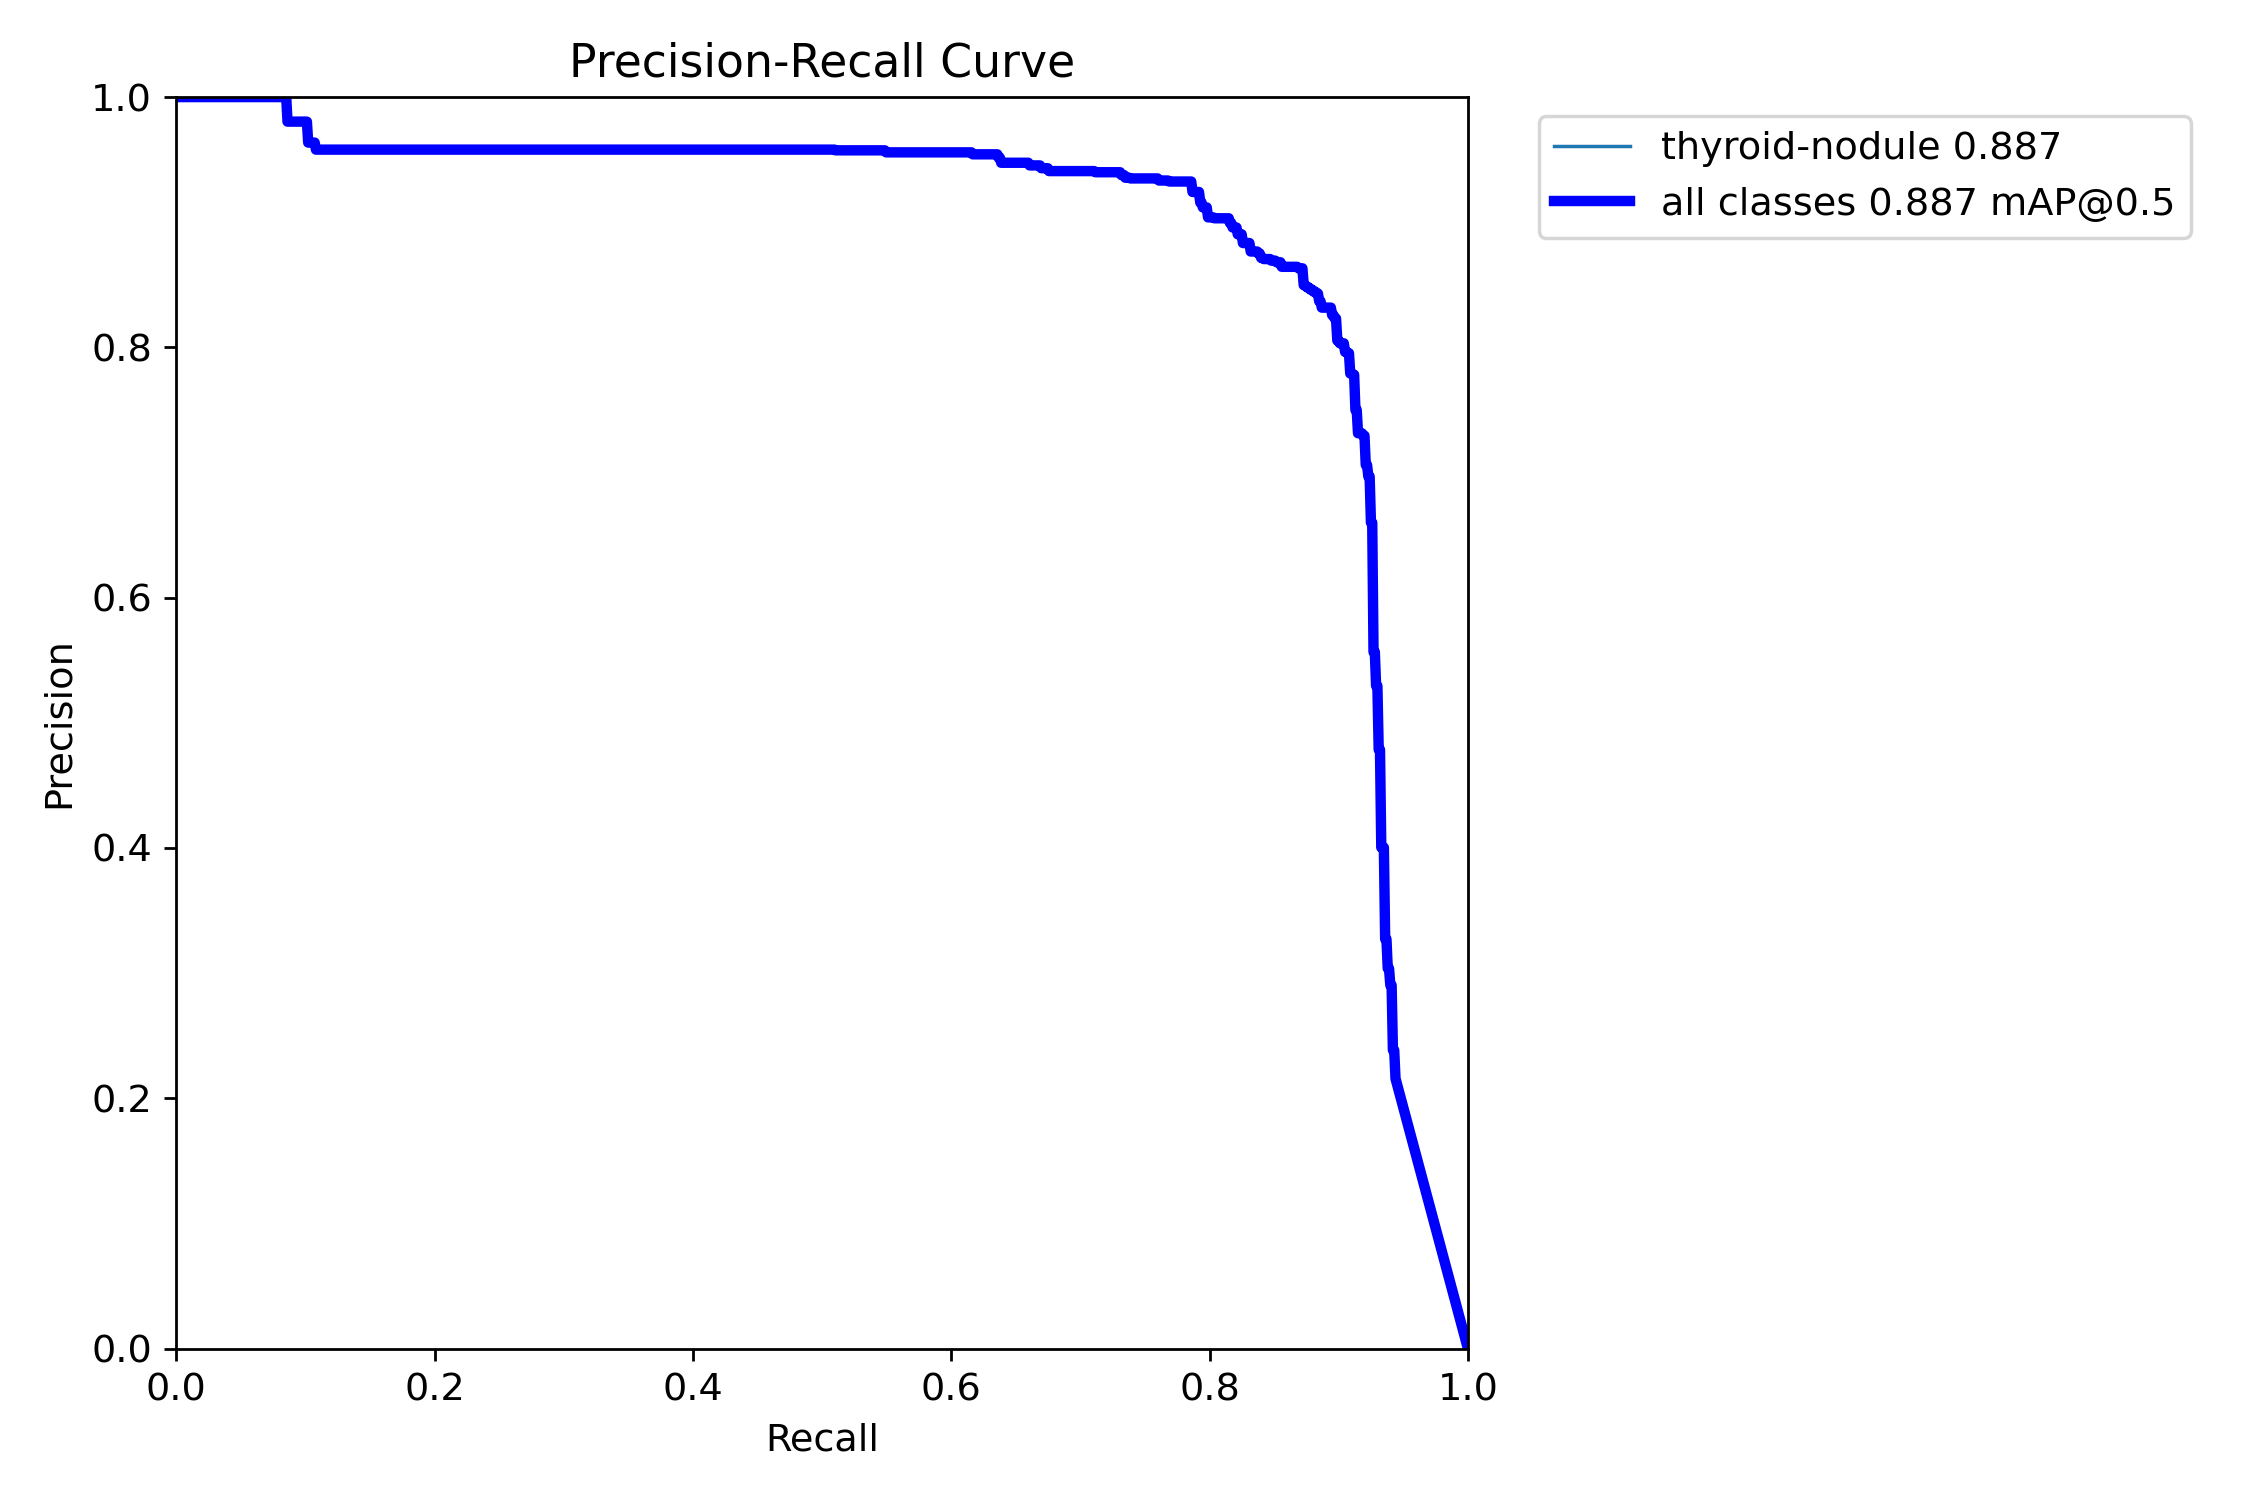 Precision-Recall Curve
1.0
0.8
0.6
0.4
0.2
0.0
Precision
0.0 0.2 0.4 0.6 0.8 1.0
Recall
thyroid-nodule 0.887
all classes 0.887 mAP@0.5